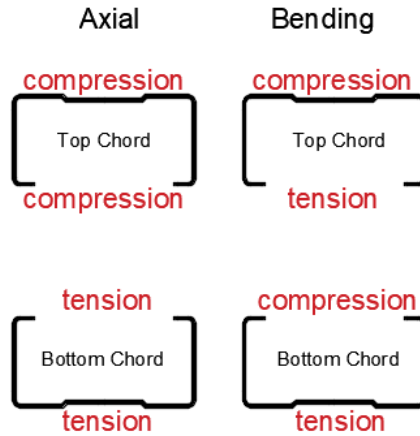 Axial Bending
compression compression
Top Chord Top Chord
compression tension
tension compression
Bottom Chord Bottom Chord
tension tension